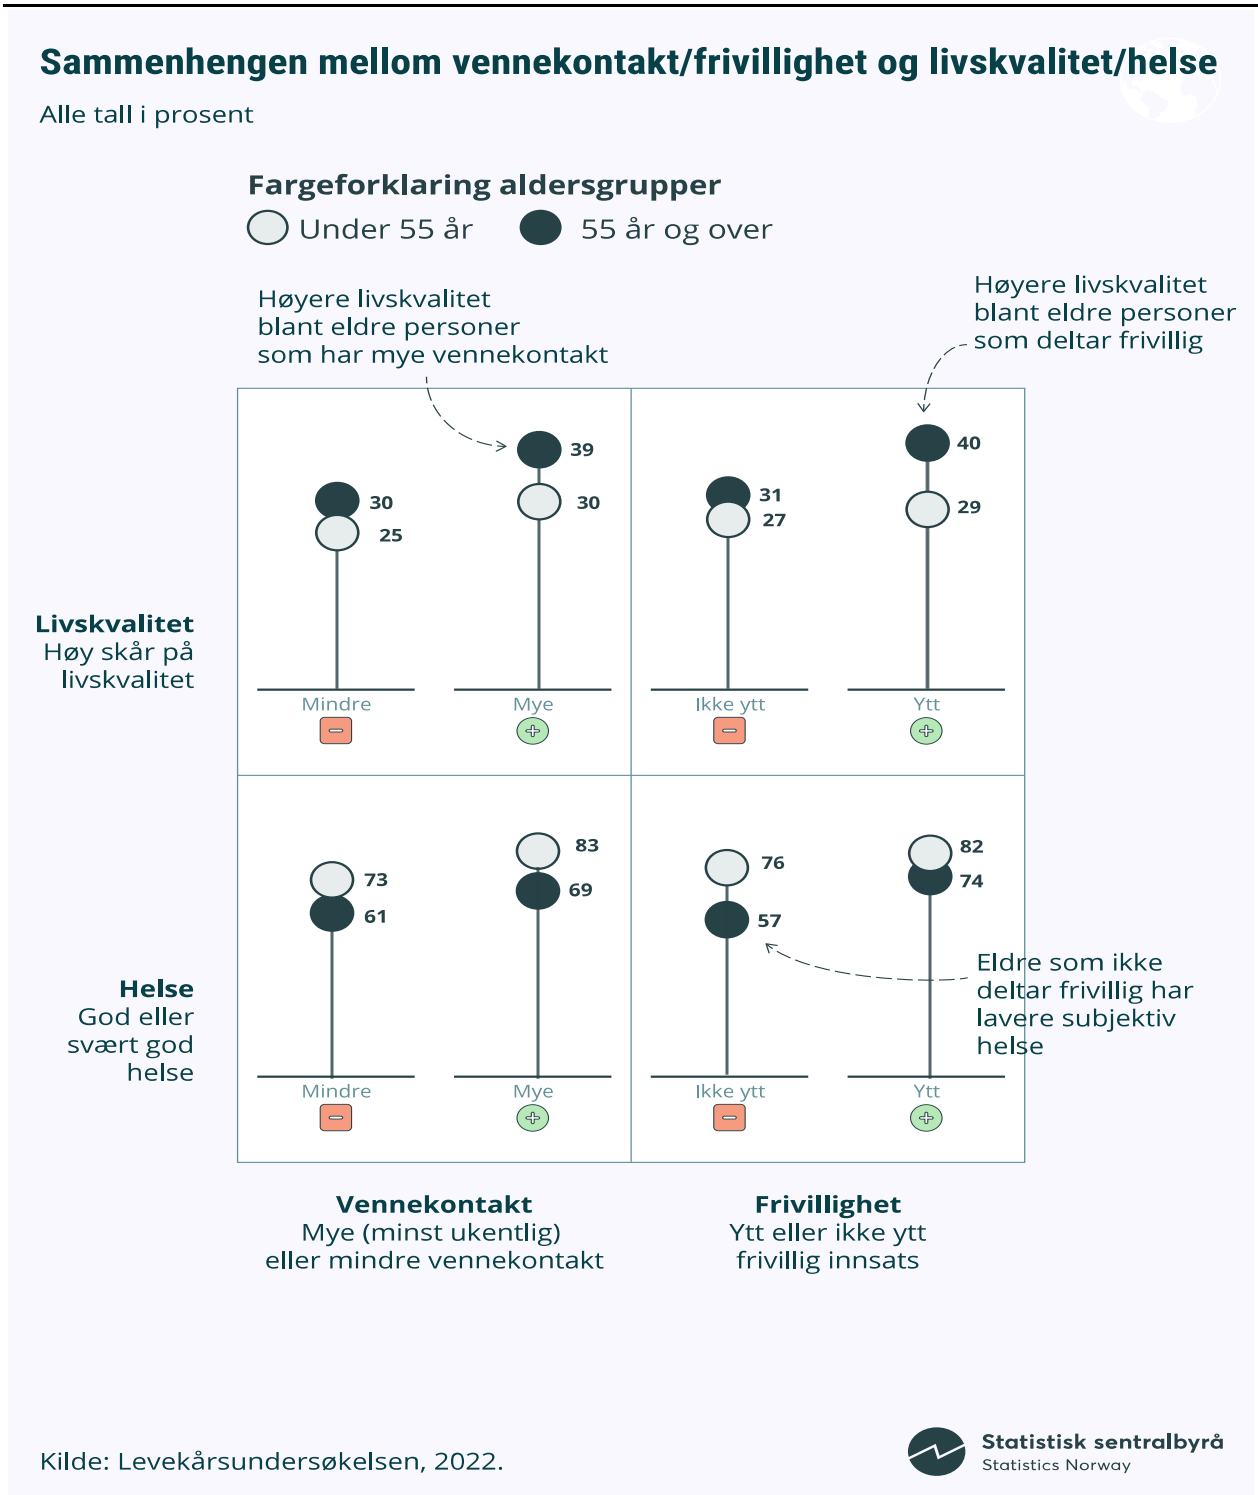 Sammenhengen mellom vennekontakt/frivillighet og livskvalitet/helse
Alle tall i prosent
Fargeforklaring aldersgrupper
Under 55 år
55 år og over
Høyere livskvalitet
blant eldre personer
som har mye vennekontakt
Høyere livskvalitet
blant eldre personer
som deltar frivillig
Livskvalitet
Høy skår på
livskvalitet
30
25
Mindre
39
30
Mye
31
27
Ikke ytt
40
29
Ytt
Helse
God eller
svært god
helse
73
61
Mindre
83
69
Mye
76
57
Ikke ytt
82
74
Ytt
Eldre som ikke
deltar frivillig har
lavere subjektiv
helse
Vennekontakt
Mye (minst ukentlig)
eller mindre vennekontakt
Frivillighet
Ytt eller ikke ytt
frivillig innsats
Kilde: Levekårsundersøkelsen, 2022.
Statistisk sentralbyrå
Statistics Norway